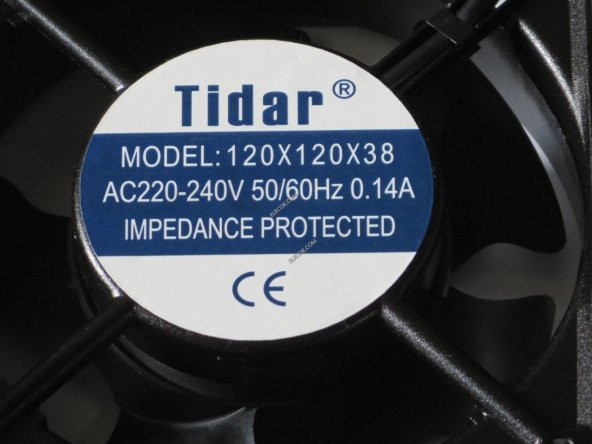 Tidar®
MODEL:120X120X38
AC220-240V 50/60Hz 0.14A
IMPEDANCE PROTECTED
CE